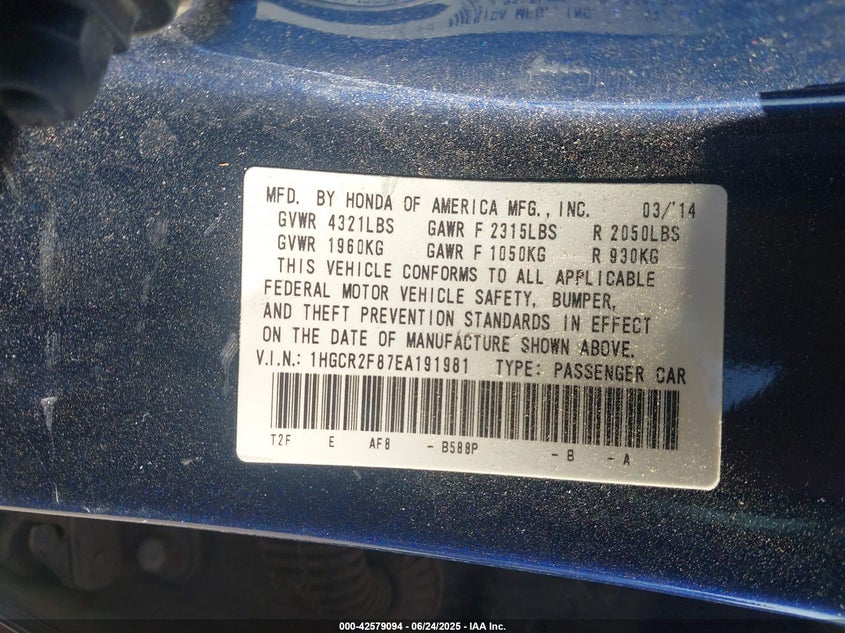 MFD. BY HONDA OF AMERICA MFG., INC. 03/'14
GVWR 4321LBS GAWR F 2315LBS R 2050LBS
GVWR 1960KG GAWR F 1050KG R 930KG
THIS VEHICLE CONFORMS TO ALL APPLICABLE
FEDERAL MOTOR VEHICLE SAFETY, BUMPER,
AND THEFT PREVENTION STANDARDS IN EFFECT
ON THE DATE OF MANUFACTURE SHOWN ABOVE.
V.I.N.: 1HGCR2F87EA191981 TYPE: PASSENGER CAR
T2F E AF8 - B588P - B - A
000-42579094 - 06/24/2025 - IAA Inc.